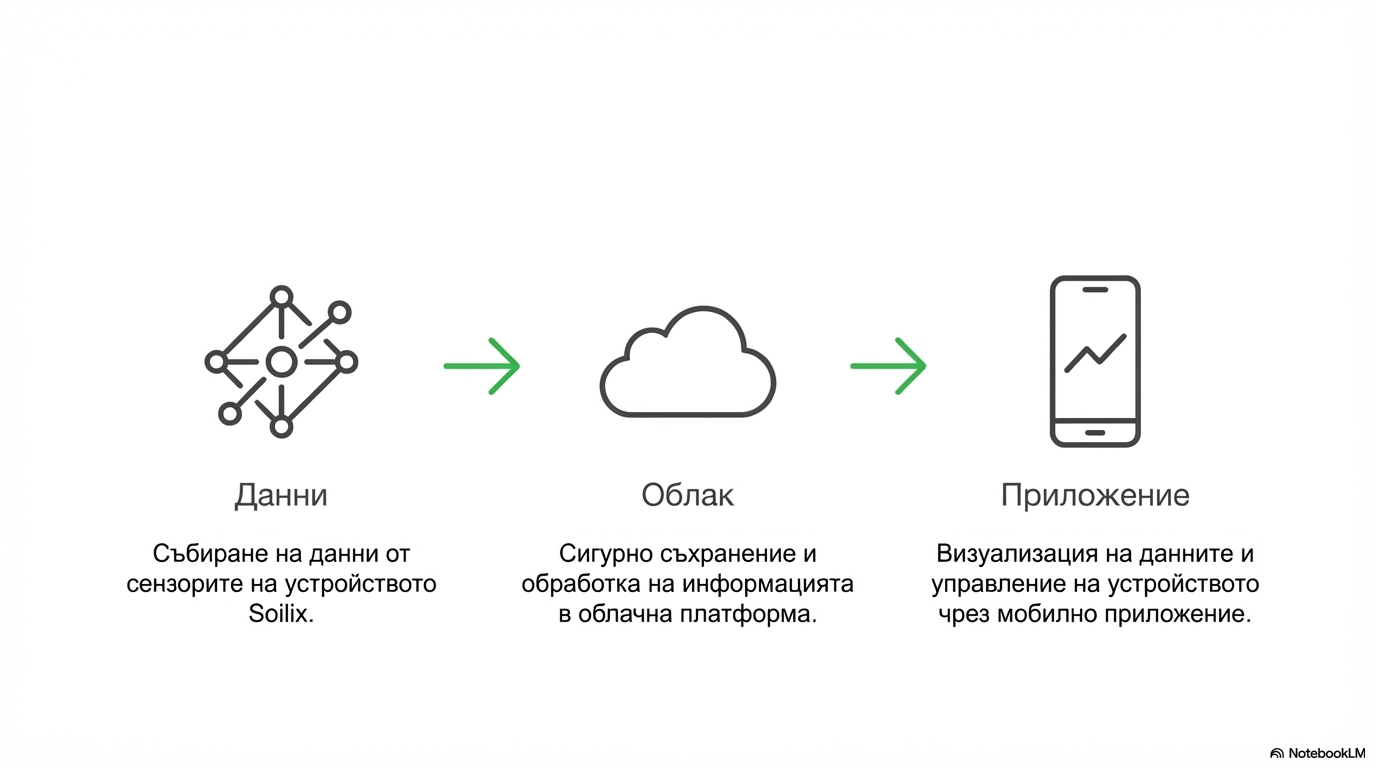 Данни
Събиране на данни от
сензорите на устройството
Soilix.
Облак
Сигурно съхранение и
обработка на информацията
в облачна платформа.
Приложение
Визуализация на данните и
управление на устройството
чрез мобилно приложение.
NotebookLM